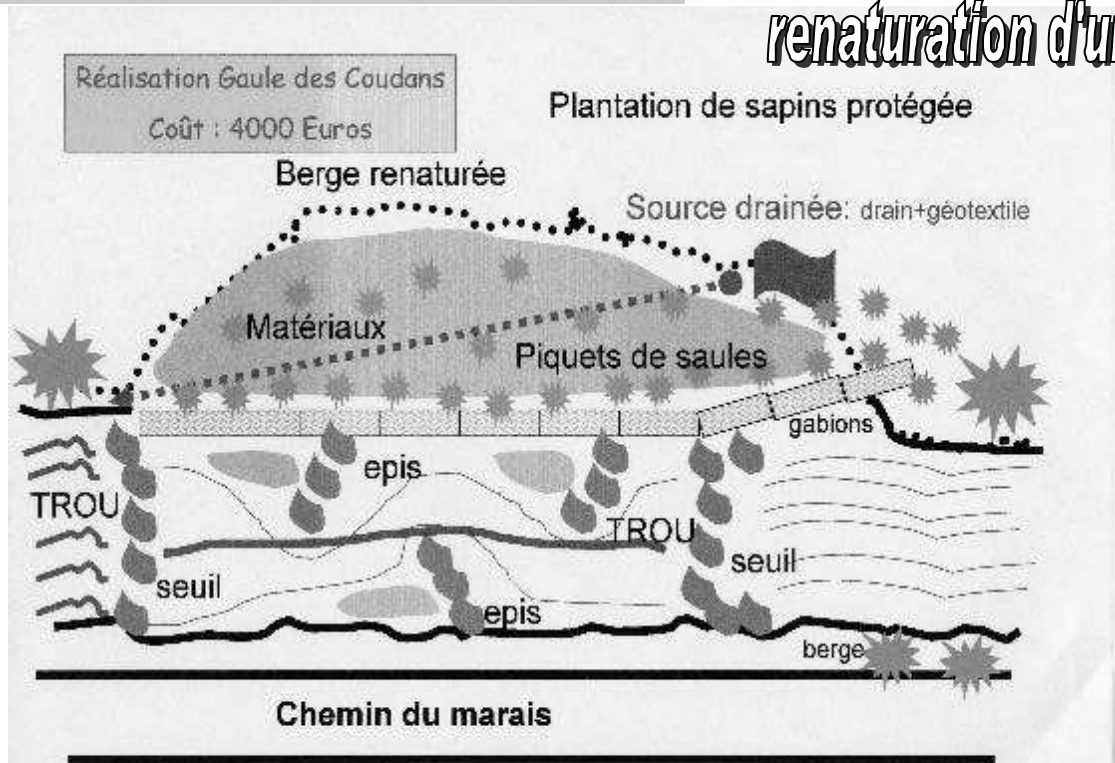 renaturation d'u
Réalisation Gaule des Coudans
Coût : 4000 Euros
Plantation de sapins protégée
Berge renaturée
Source drainée: drain+géotextile
Matériaux
Piquets de saules
gabions
epis
TROU
TROU
seuil
seuil
epis
berge
Chemin du marais